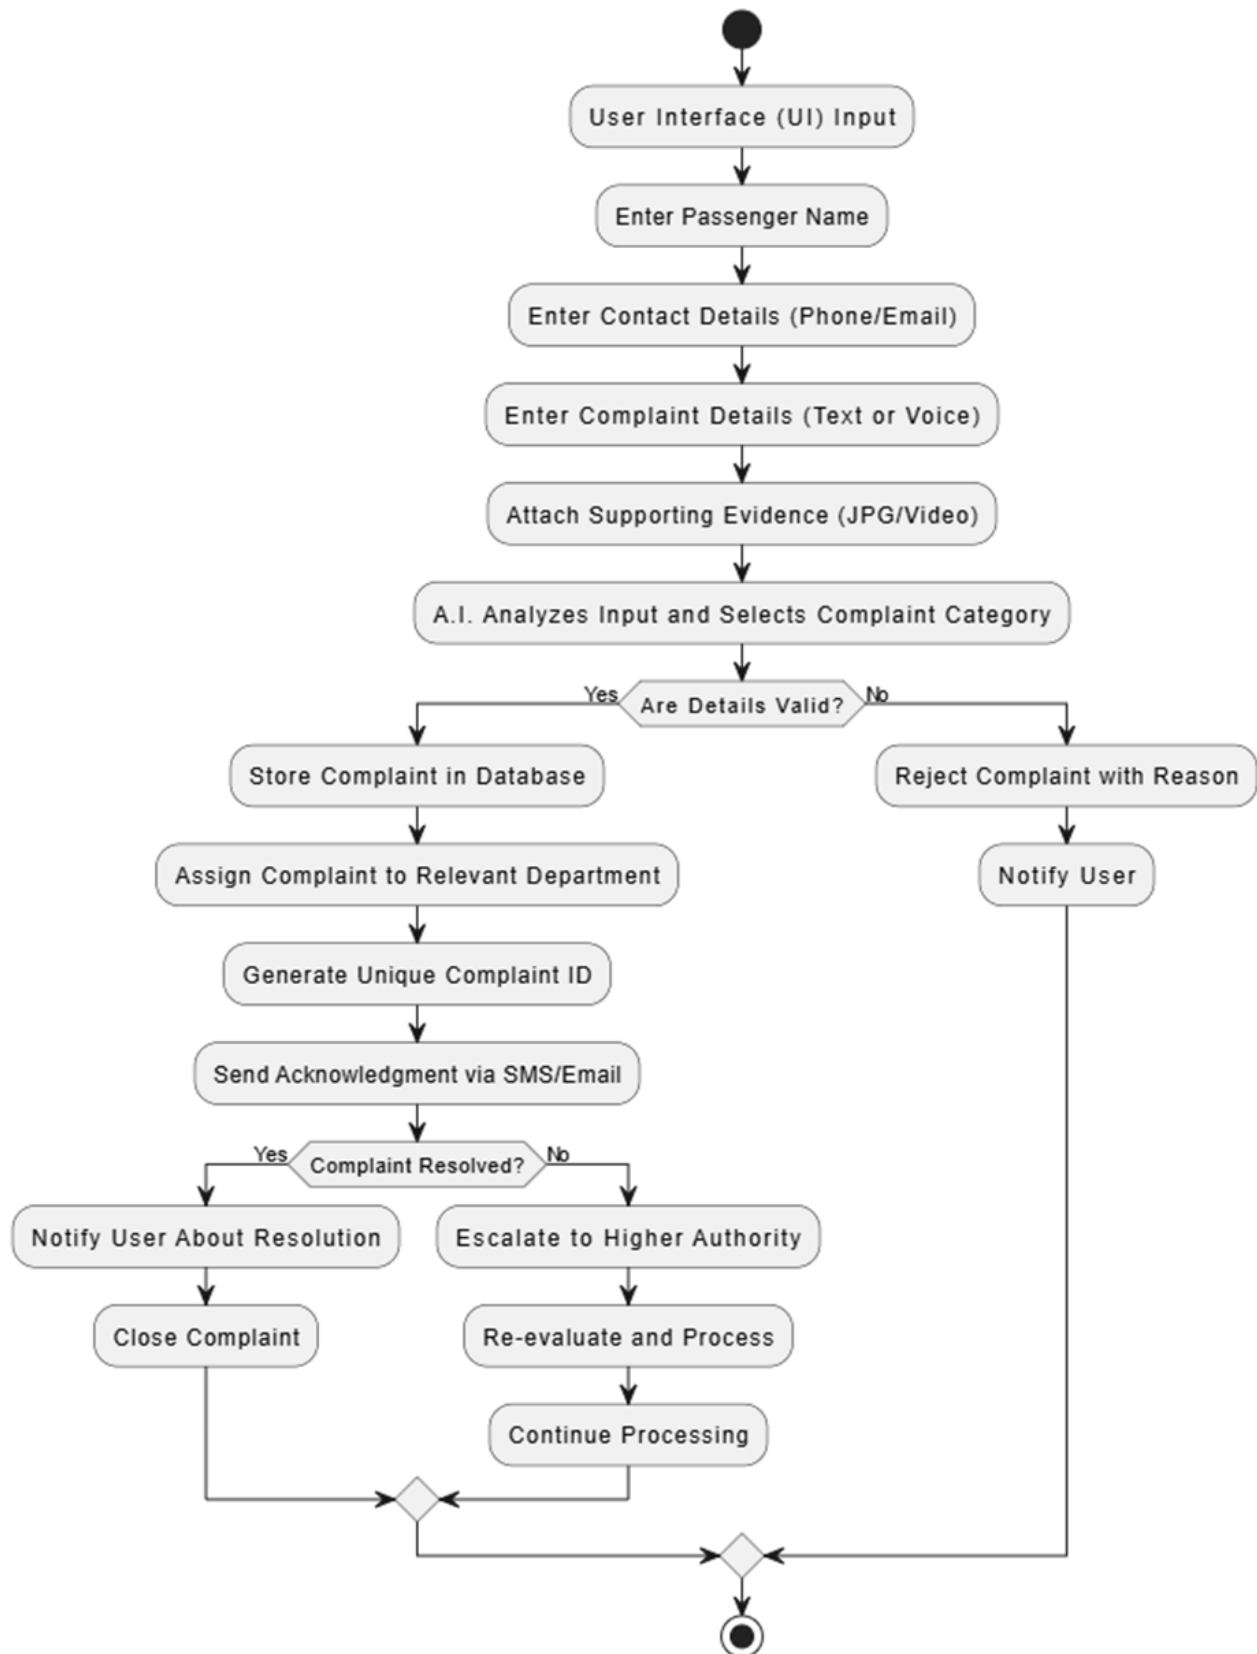 User Interface (UI) Input
Enter Passenger Name
Enter Contact Details (Phone/Email)
Enter Complaint Details (Text or Voice)
Attach Supporting Evidence (JPG/Video)
A.I. Analyzes Input and Selects Complaint Category
Yes
Are Details Valid?
No
Store Complaint in Database
Reject Complaint with Reason
Assign Complaint to Relevant Department
Notify User
Generate Unique Complaint ID
Send Acknowledgment via SMS/Email
Yes
Complaint Resolved?
No
Notify User About Resolution
Escalate to Higher Authority
Close Complaint
Re-evaluate and Process
Continue Processing